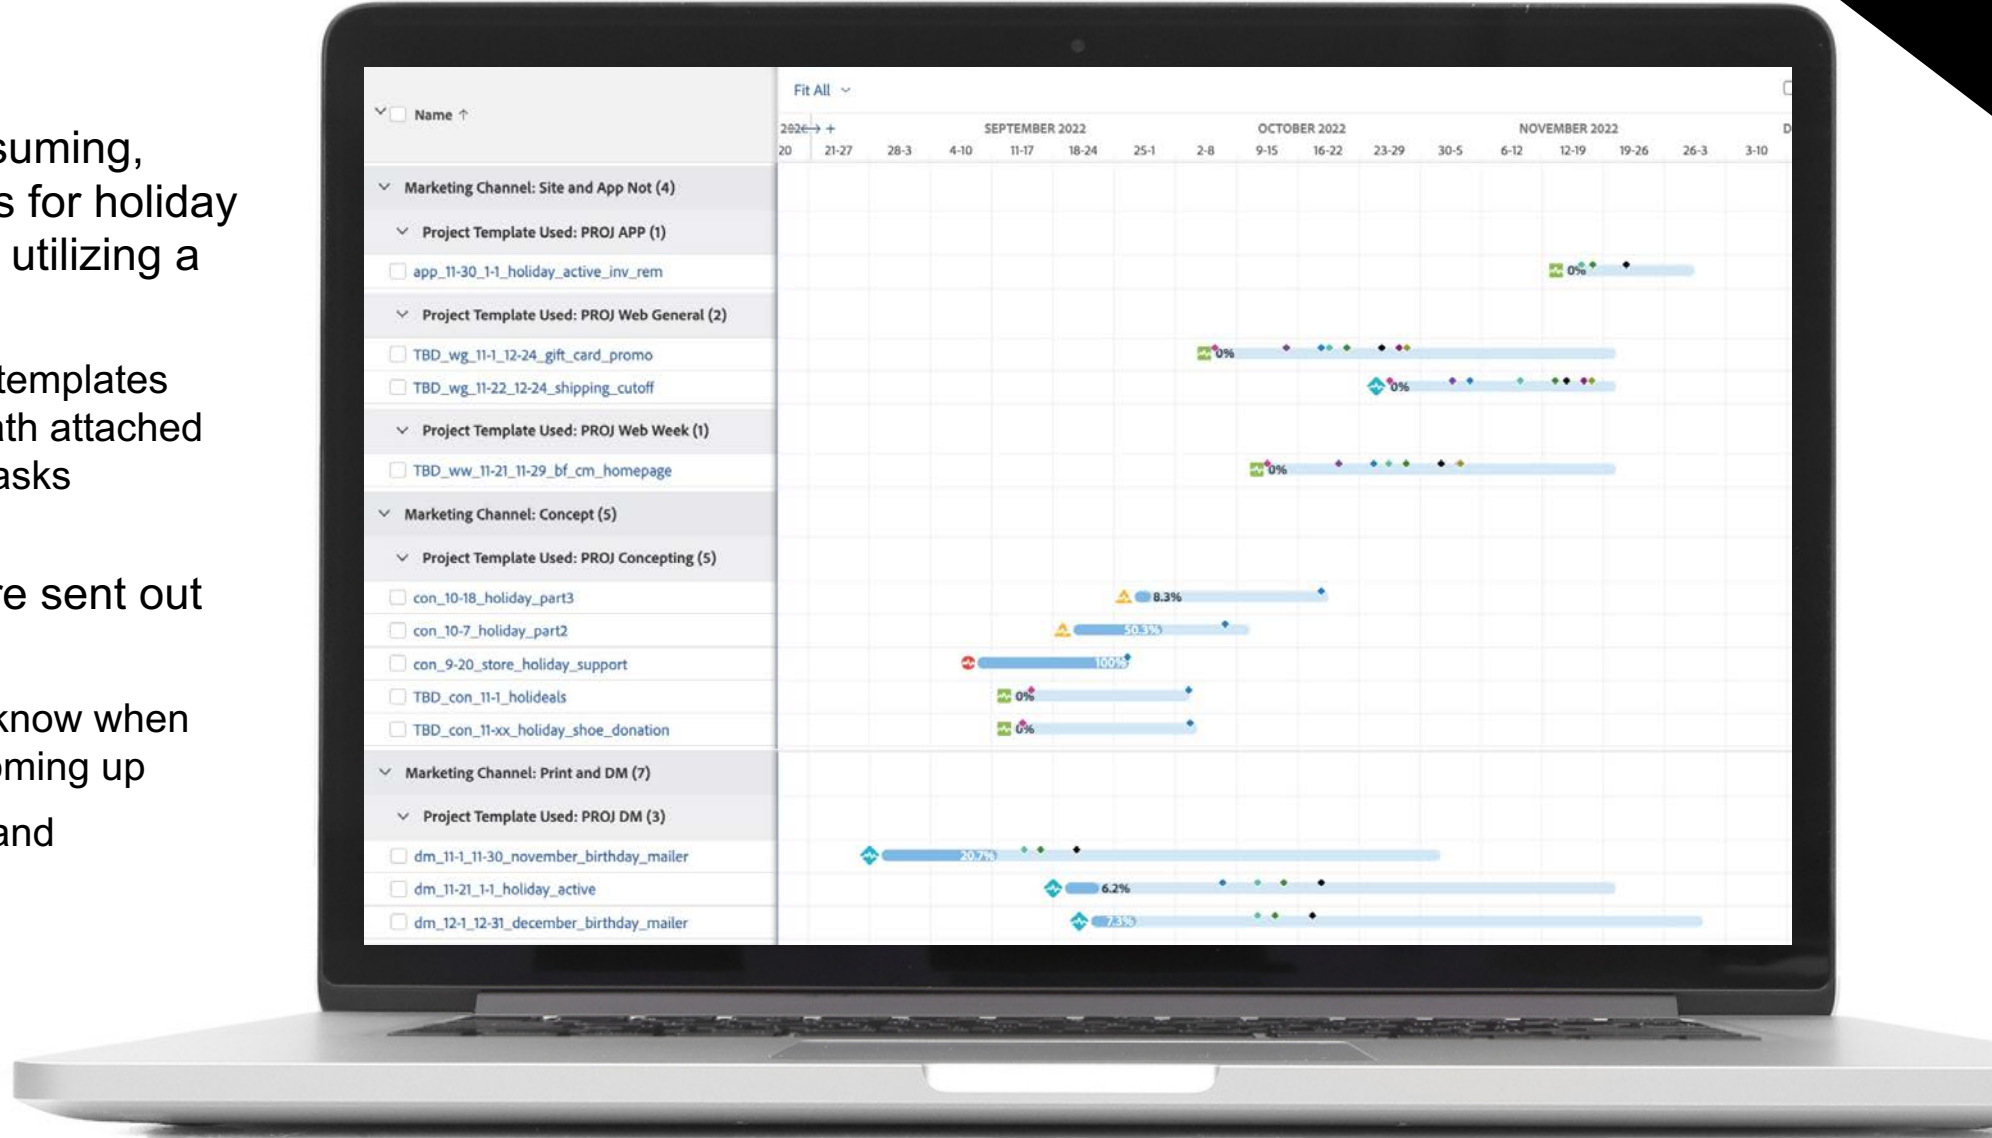 suming,
s for holiday
utilizing a
templates
ath attached
asks
re sent out
know when
oming up
and
Name ↑
Fit All
SEPTEMBER 2022 OCTOBER 2022 NOVEMBER 2022 D
20 21-27 28-3 4-10 11-17 18-24 25-1 2-8 9-15 16-22 23-29 30-5 6-12 12-19 19-26 26-3 3-10
Marketing Channel: Site and App Not (4)
Project Template Used: PROJ APP (1)
app_11-30_1-1_holiday_active_inv_rem 0%
Project Template Used: PROJ Web General (2)
TBD_wg_11-1_12-24_gift_card_promo 0%
TBD_wg_11-22_12-24_shipping_cutoff 0%
Project Template Used: PROJ Web Week (1)
TBD_ww_11-21_11-29_bf_cm_homepage 0%
Marketing Channel: Concept (5)
Project Template Used: PROJ Concepting (5)
con_10-18_holiday_part3 8.3%
con_10-7_holiday_part2 50.3%
con_9-20_store_holiday_support 100%
TBD_con_11-1_holideals 0%
TBD_con_11-xx_holiday_shoe_donation 0%
Marketing Channel: Print and DM (7)
Project Template Used: PROJ DM (3)
dm_11-1_11-30_november_birthday_mailer 20.7%
dm_11-21_1-1_holiday_active 6.2%
dm_12-1_12-31_december_birthday_mailer 7.3%